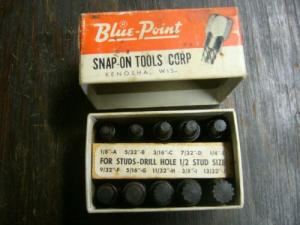 Blue-Point
SNAP-ON TOOLS CORP
KENOSHA, WIS.
1/8"-A 5/32"-B 3/16"-C 7/32"-D 1/4"-E
FOR STUDS-DRILL HOLE 1/2 STUD SIZE
9/32"-F 5/16"-G 11/32"-H 3/8"-I 13/32"